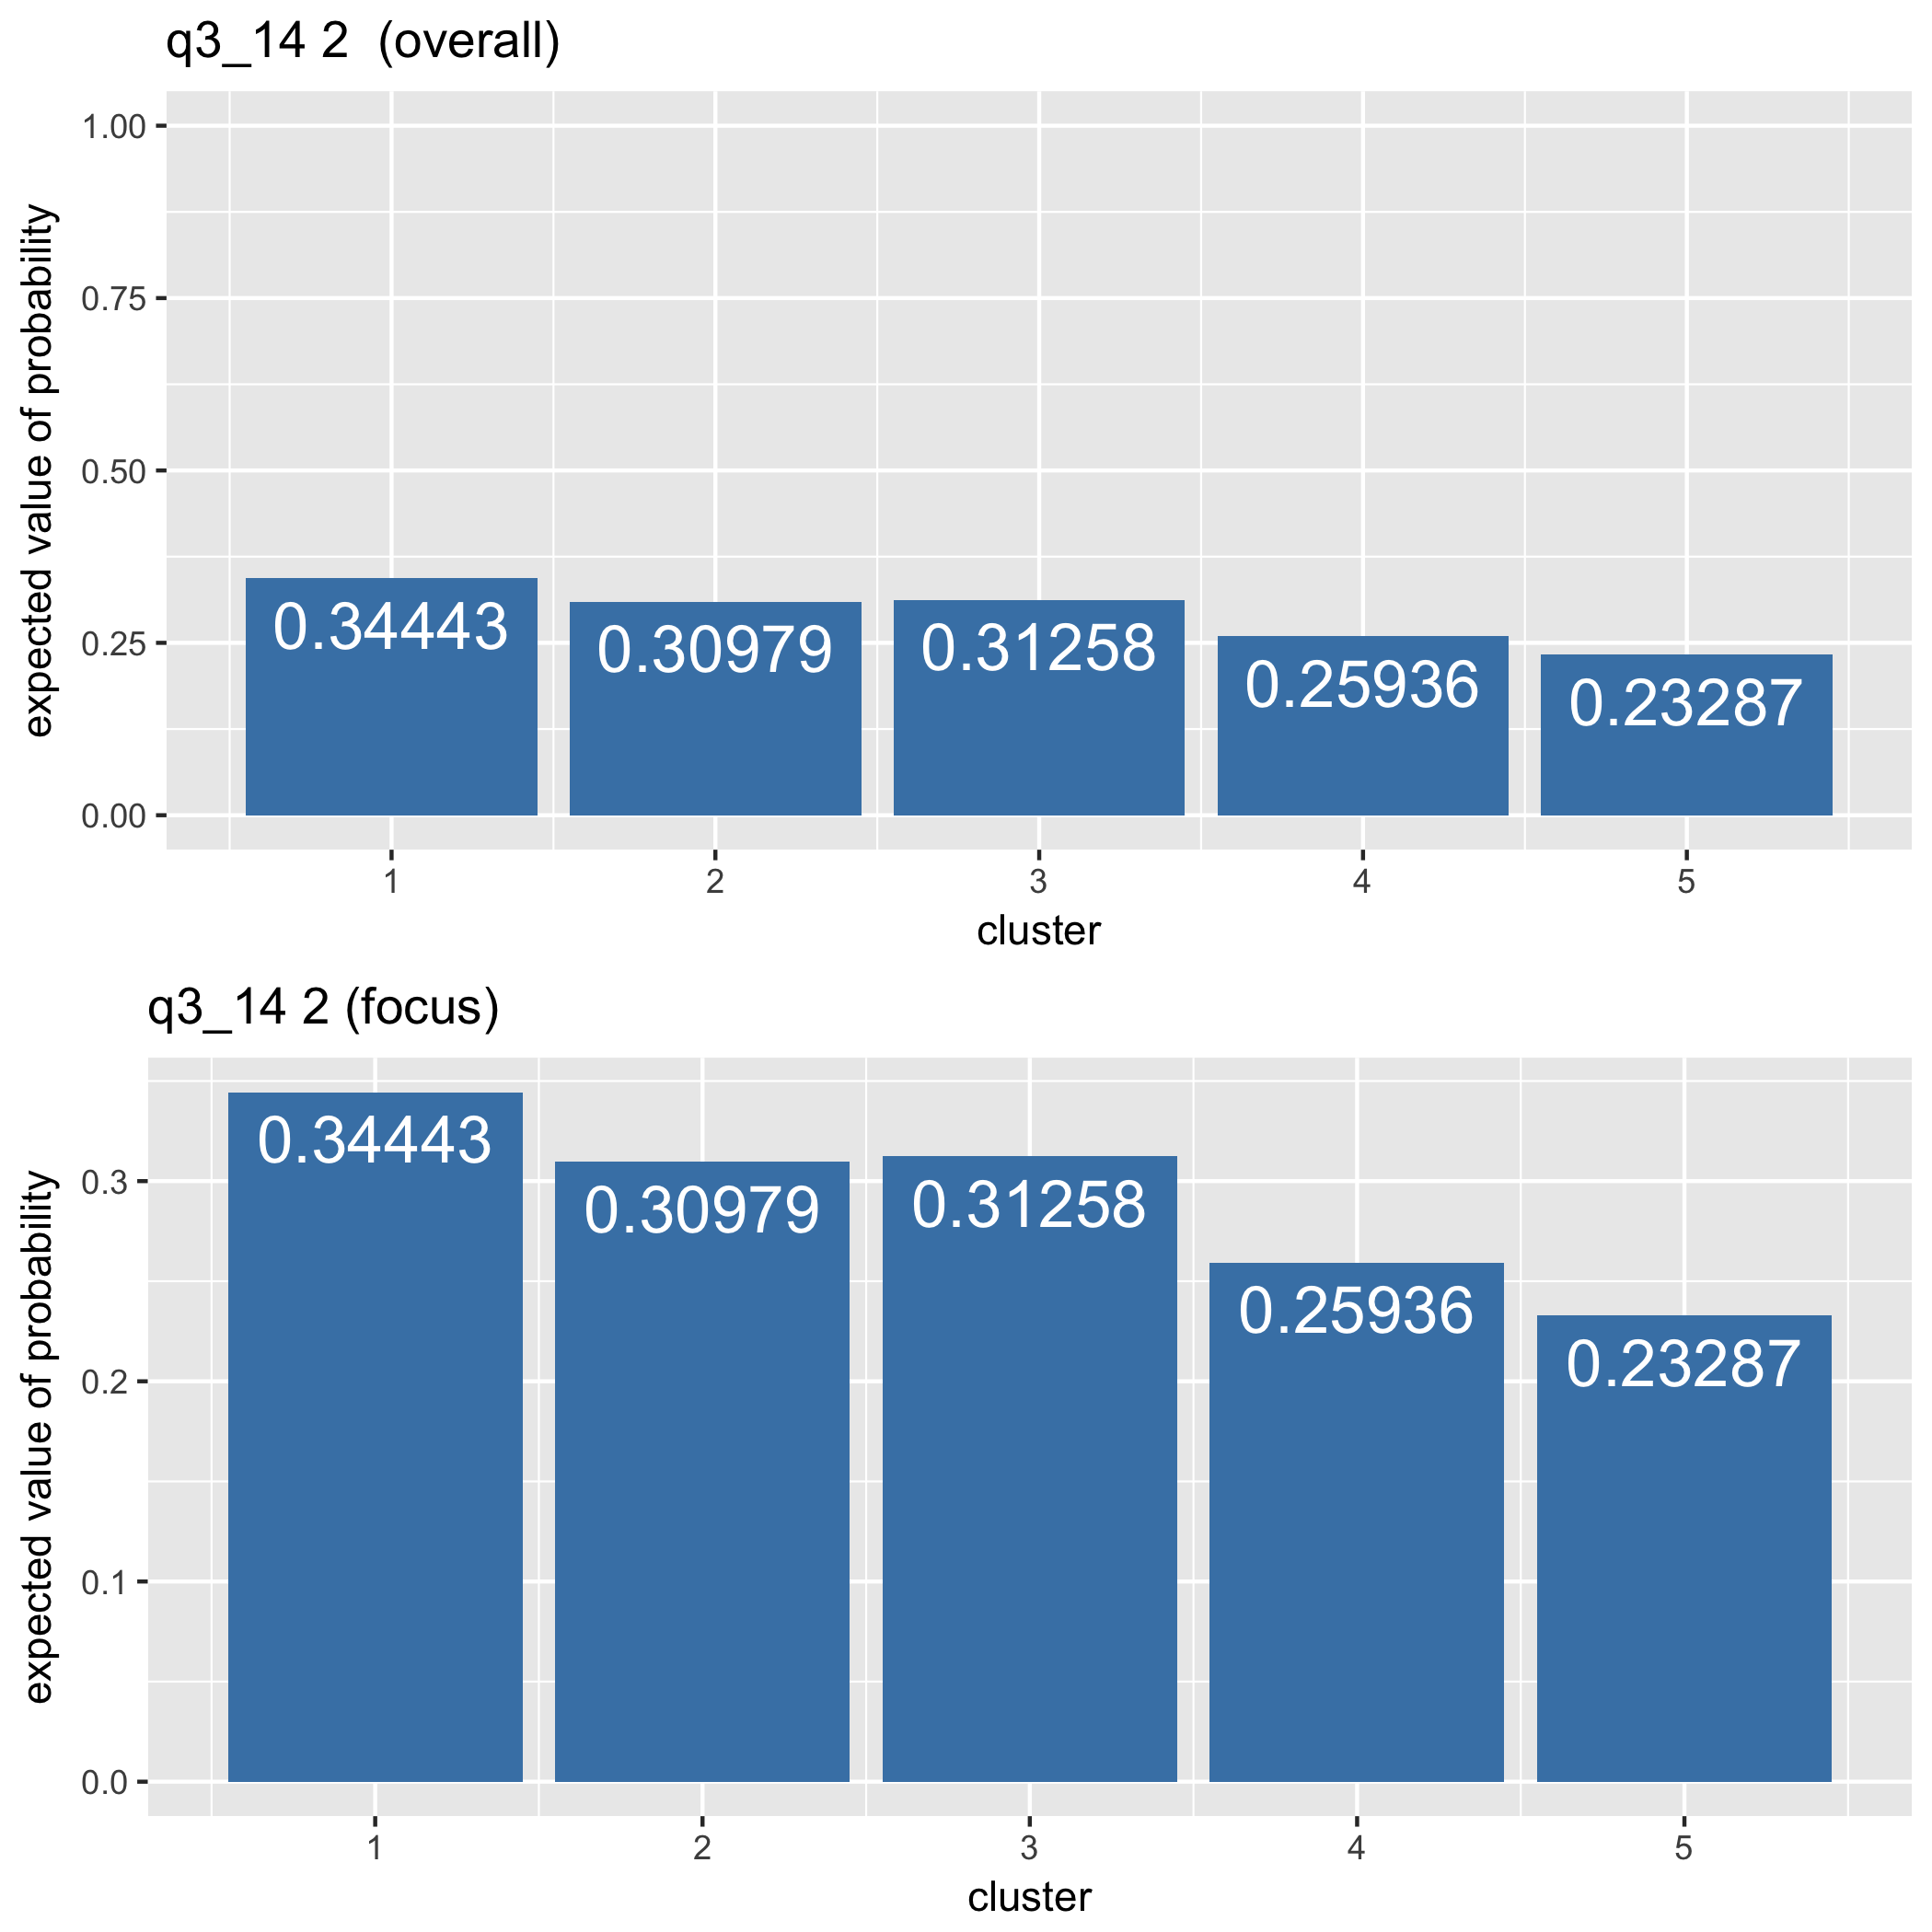 q3_14 2  (overall)
expected value of probability
1.00
0.75
0.50
0.25
0.00
0.34443
0.30979
0.31258
0.25936
0.23287
1 2 3 4 5
cluster
q3_14 2 (focus)
expected value of probability
0.3
0.2
0.1
0.0
0.34443
0.30979
0.31258
0.25936
0.23287
1 2 3 4 5
cluster